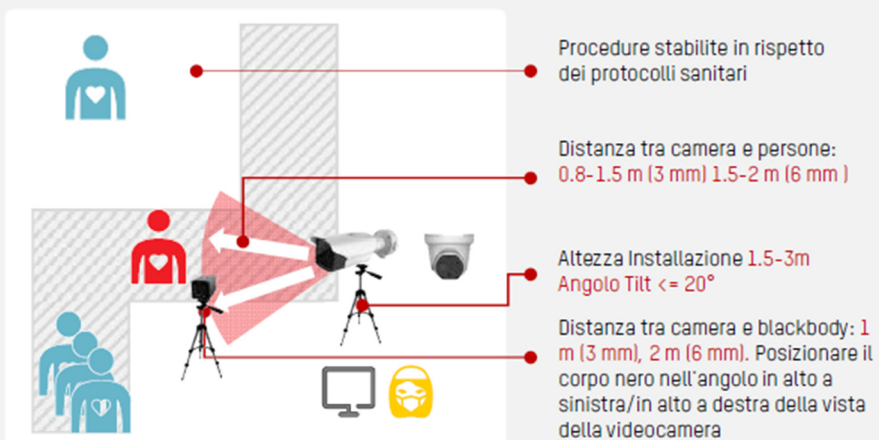 Procedure stabilite in rispetto
dei protocolli sanitari
Distanza tra camera e persone:
0.8-1.5 m (3 mm) 1.5-2 m (6 mm )
Altezza Installazione 1.5-3m
Angolo Tilt <= 20°
Distanza tra camera e blackbody: 1
m (3 mm), 2 m (6 mm). Posizionare il
corpo nero nell'angolo in alto a
sinistra/in alto a destra della vista
della videocamera